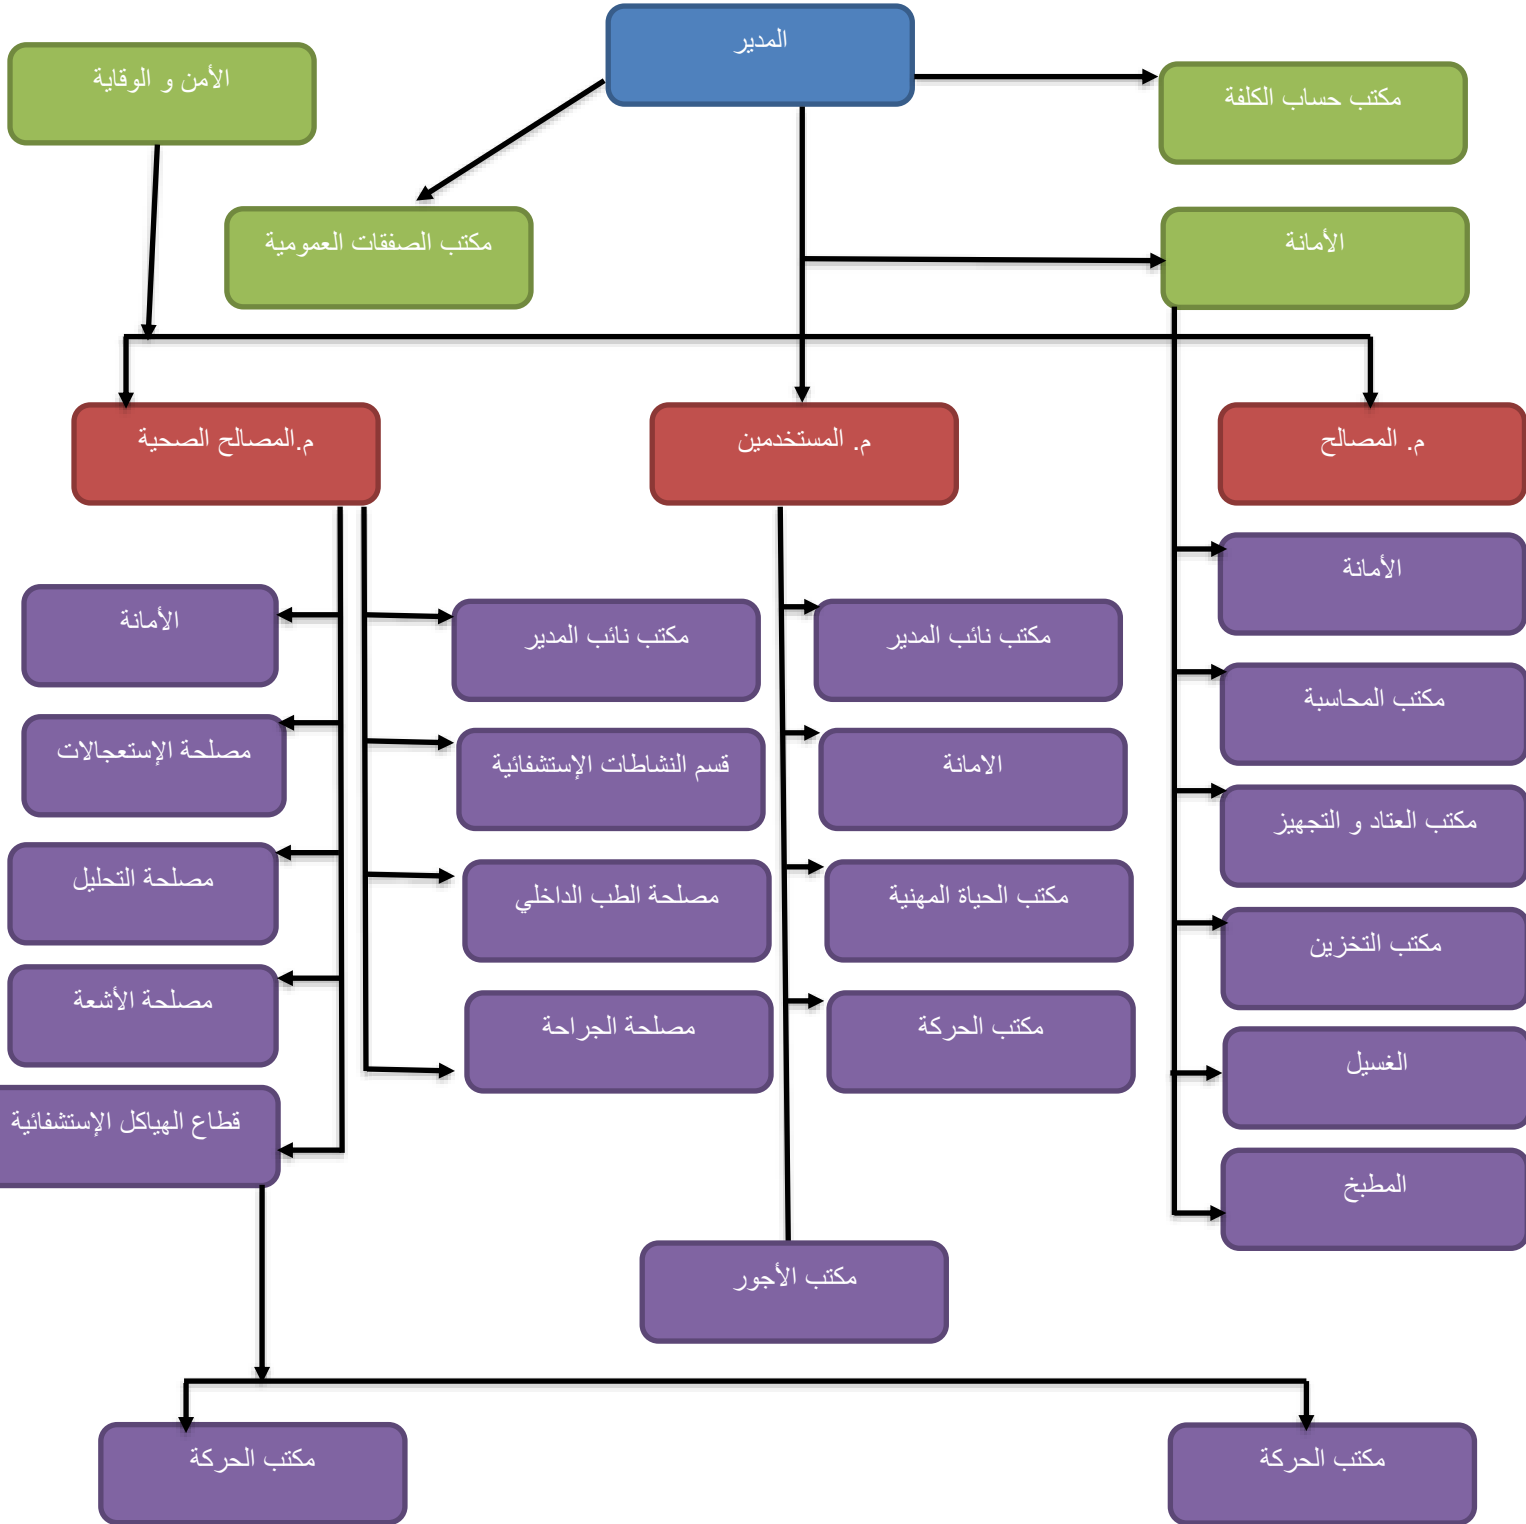 المدير
الأمن و الوقاية
مكتب حساب الكلفة
مكتب الصفقات العمومية
الأمانة
م. المصالح
م. المستخدمين
م.المصالح الصحية
الأمانة
مكتب المحاسبة
مكتب العتاد و التجهيز
مكتب التخزين
الغسيل
المطبخ
مكتب نائب المدير
الامانة
مكتب الحياة المهنية
مكتب الحركة
مكتب الأجور
مكتب نائب المدير
قسم النشاطات الإستشفائية
مصلحة الطب الداخلي
مصلحة الجراحة
الأمانة
مصلحة الإستعجالات
مصلحة التحليل
مصلحة الأشعة
قطاع الهياكل الإستشفائية
مكتب الحركة
مكتب الحركة